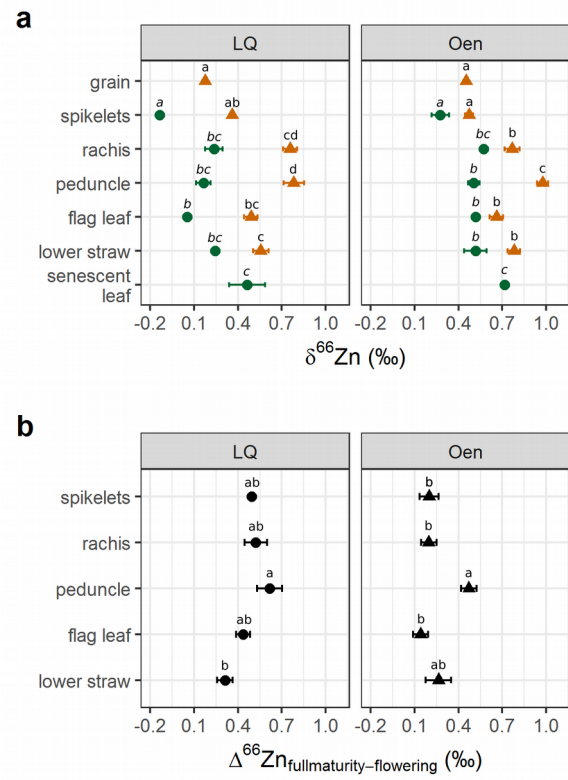 a
LQ Oen
a a
grain
a ab a a
spikelets
bc cd bc b
rachis
bc d b c
peduncle
b bc b b
flag leaf
bc c b b
lower straw
c c
senescent
leaf
-0.2 0.1 0.4 0.7 1.0 -0.2 0.1 0.4 0.7 1.0
δ⁶⁶Zn (‰)
b
LQ Oen
ab b
spikelets
ab b
rachis
a a
peduncle
ab b
flag leaf
b ab
lower straw
-0.2 0.1 0.4 0.7 1.0 -0.2 0.1 0.4 0.7 1.0
Δ⁶⁶Zn fullmaturity−flowering (‰)